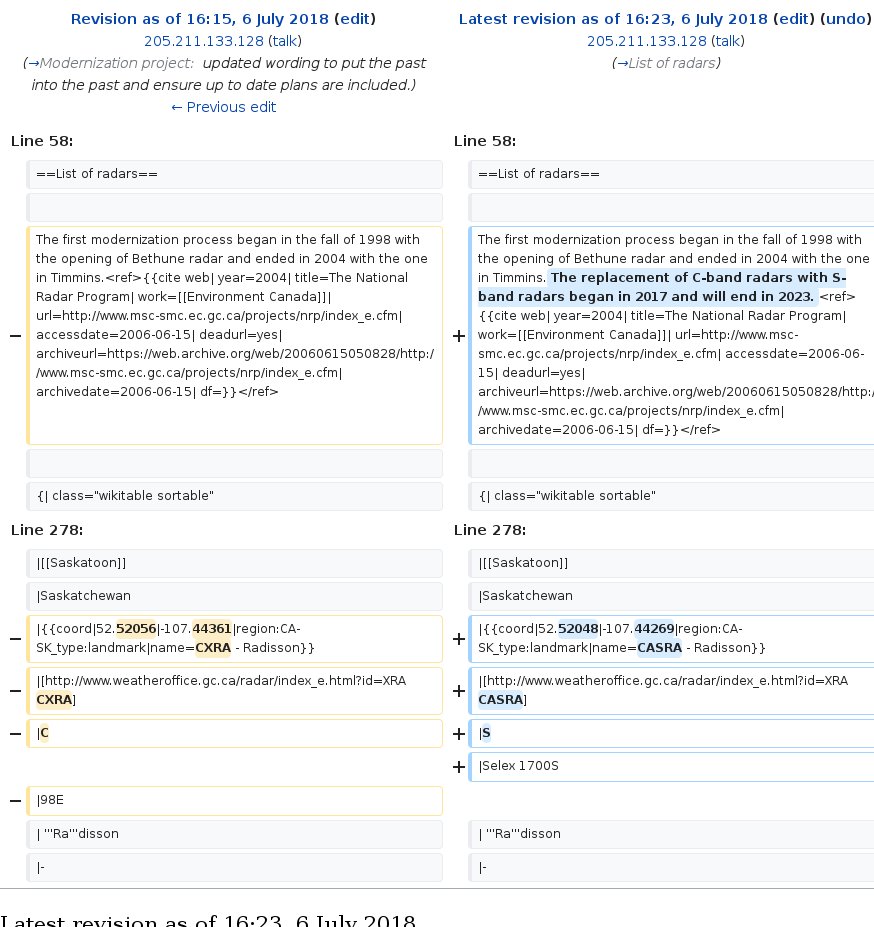 Revision as of 16:15, 6 July 2018 (edit)
205.211.133.128 (talk)
(→Modernization project: updated wording to put the past
into the past and ensure up to date plans are included.)
← Previous edit
Latest revision as of 16:23, 6 July 2018 (edit) (undo)
205.211.133.128 (talk)
(→List of radars)
Line 58:
Line 58:
==List of radars==
==List of radars==
−
The first modernization process began in the fall of 1998 with
the opening of Bethune radar and ended in 2004 with the one
in Timmins.<ref>{{cite web| year=2004| title=The National
Radar Program| work=[[Environment Canada]]|
url=http://www.msc-smc.ec.gc.ca/projects/nrp/index_e.cfm|
accessdate=2006-06-15| deadurl=yes|
archiveurl=https://web.archive.org/web/20060615050828/http:/
/www.msc-smc.ec.gc.ca/projects/nrp/index_e.cfm|
archivedate=2006-06-15| df=}}</ref>
+
The first modernization process began in the fall of 1998 with
the opening of Bethune radar and ended in 2004 with the one
in Timmins. The replacement of C-band radars with S-
band radars began in 2017 and will end in 2023. <ref>
{{cite web| year=2004| title=The National Radar Program|
work=[[Environment Canada]]| url=http://www.msc-
smc.ec.gc.ca/projects/nrp/index_e.cfm| accessdate=2006-06-
15| deadurl=yes|
archiveurl=https://web.archive.org/web/20060615050828/http:/
/www.msc-smc.ec.gc.ca/projects/nrp/index_e.cfm|
archivedate=2006-06-15| df=}}</ref>
{| class="wikitable sortable"
{| class="wikitable sortable"
Line 278:
Line 278:
|[[Saskatoon]]
|[[Saskatoon]]
|Saskatchewan
|Saskatchewan
−
|{{coord|52.52056|-107.44361|region:CA-
SK_type:landmark|name=CXRA - Radisson}}
+
|{{coord|52.52048|-107.44269|region:CA-
SK_type:landmark|name=CASRA - Radisson}}
−
|[http://www.weatheroffice.gc.ca/radar/index_e.html?id=XRA
CXRA]
+
|[http://www.weatheroffice.gc.ca/radar/index_e.html?id=XRA
CASRA]
−
|C
+
|S
+
|Selex 1700S
−
|98E
| '''Ra'''disson
| '''Ra'''disson
|-
|-
Latest revision as of 16:23, 6 July 2018